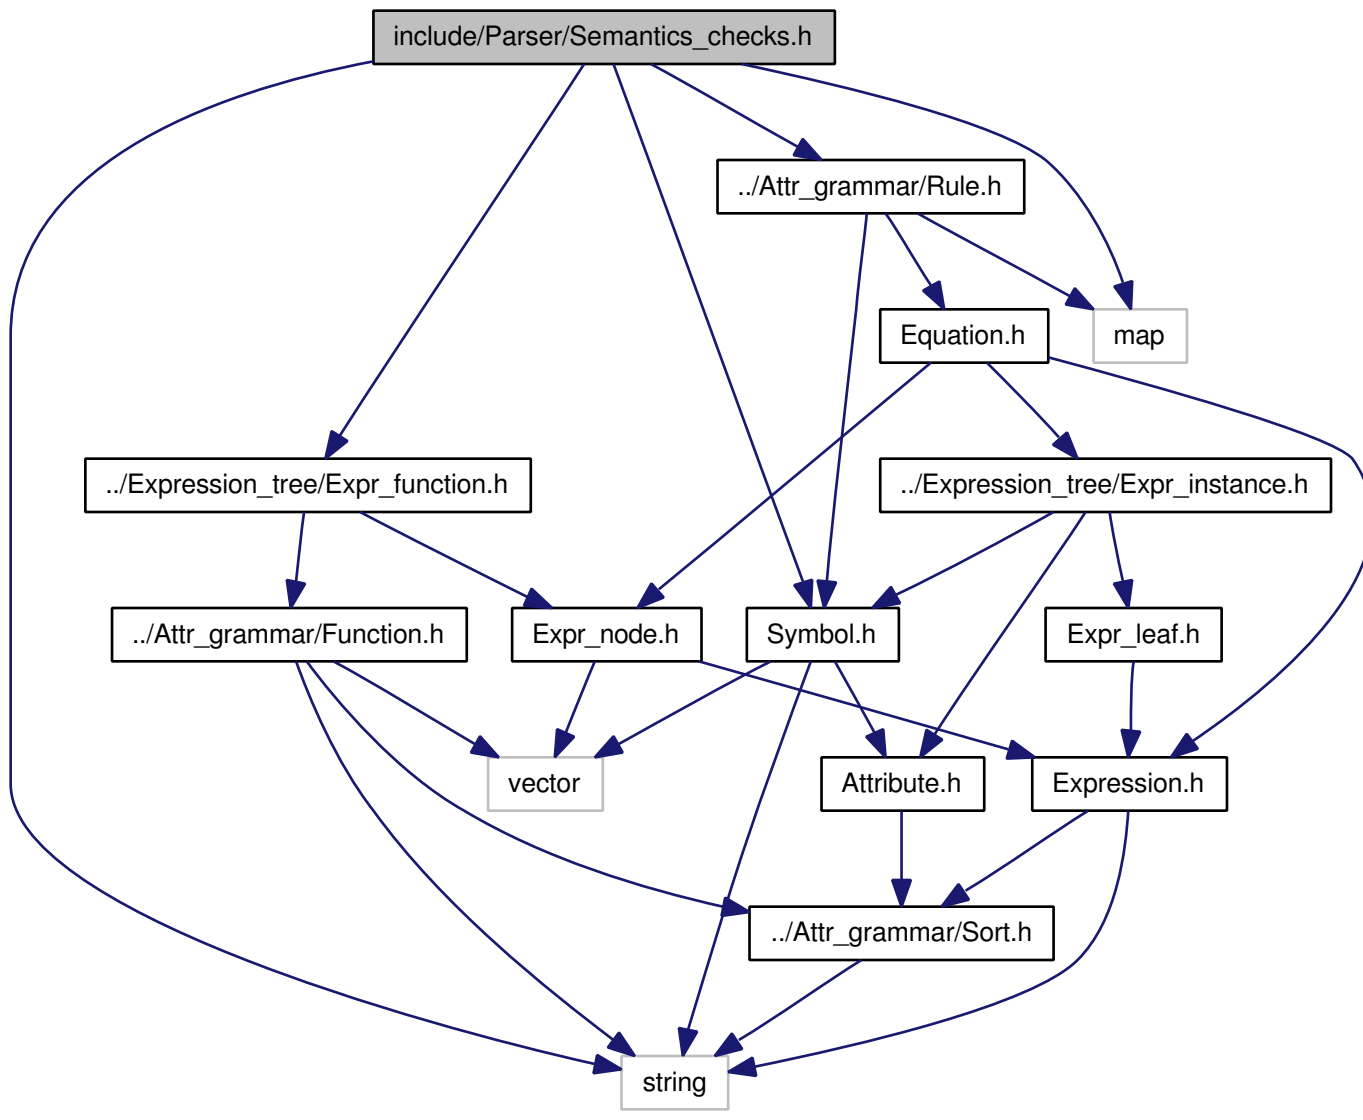 include/Parser/Semantics_checks.h
../Attr_grammar/Rule.h
Equation.h
map
../Expression_tree/Expr_function.h
../Expression_tree/Expr_instance.h
../Attr_grammar/Function.h
Expr_node.h
Symbol.h
Expr_leaf.h
vector
Attribute.h
Expression.h
../Attr_grammar/Sort.h
string